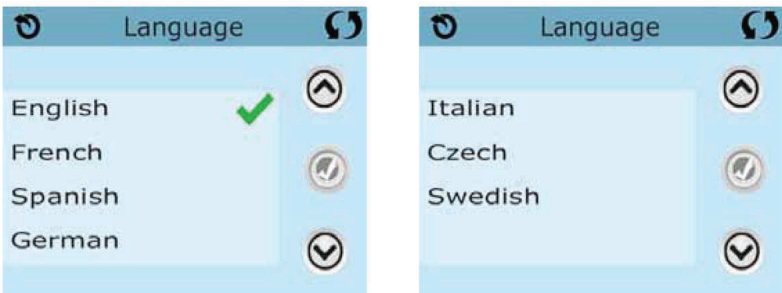 Language
English
French
Spanish
German
Language
Italian
Czech
Swedish